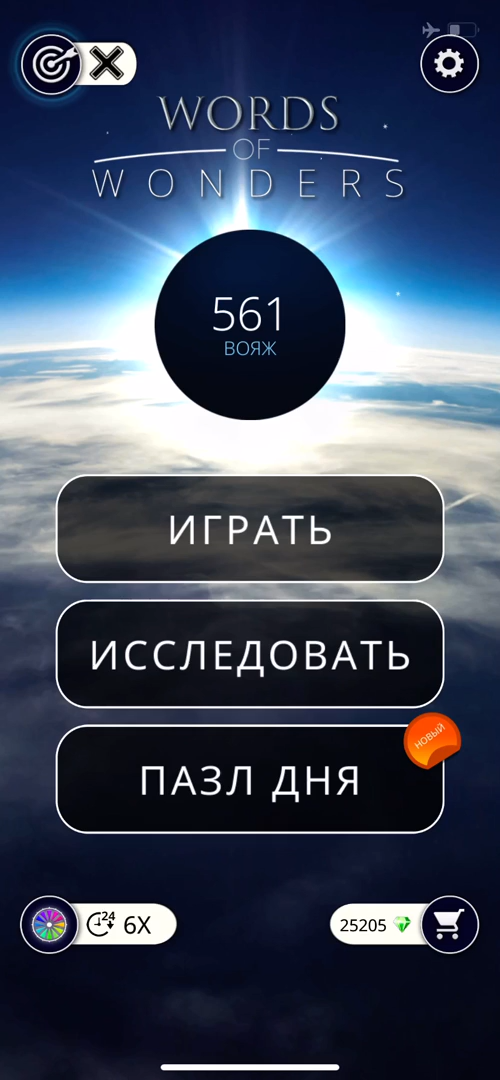 WORDS
OF
WONDERS
561
ВОЯЖ
ИГРАТЬ
ИССЛЕДОВАТЬ
НОВЫЙ
ПАЗЛ ДНЯ
24
6X
25205